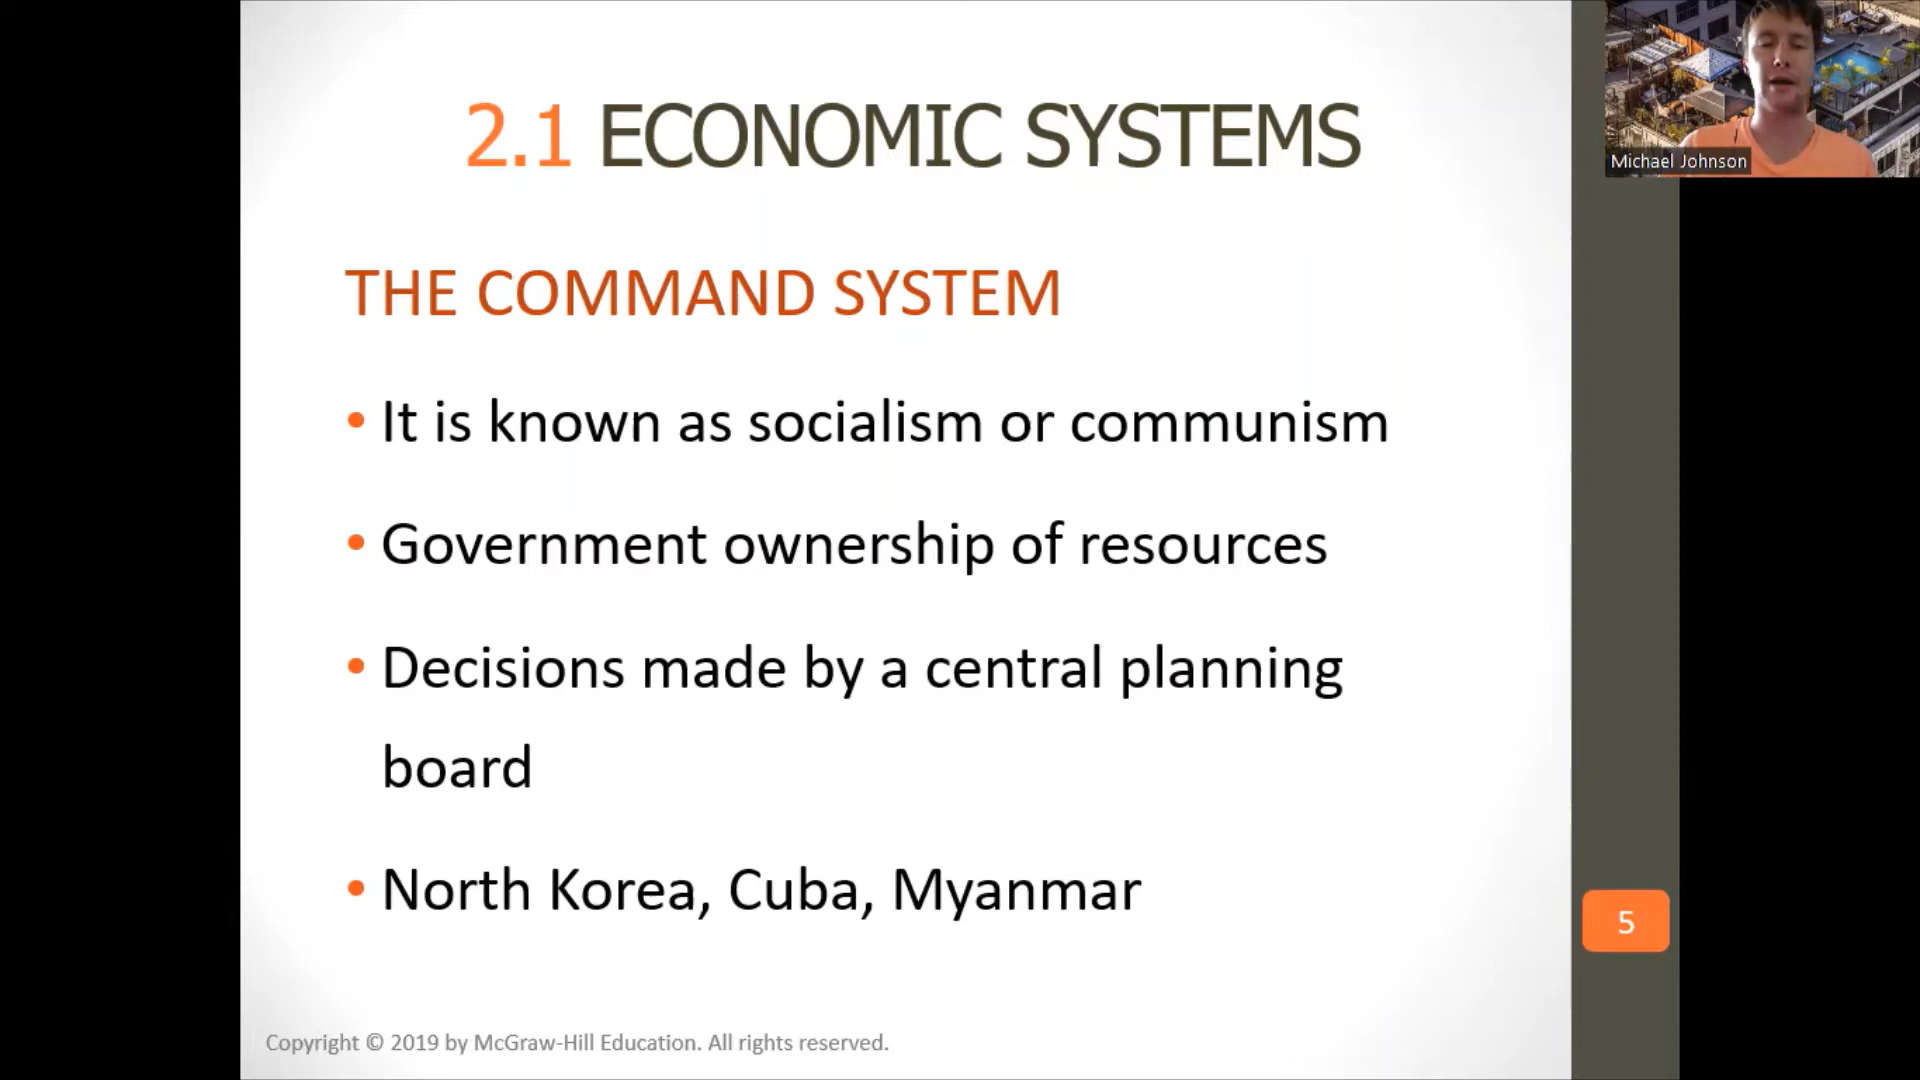 2.1 ECONOMIC SYSTEMS
Michael Johnson
THE COMMAND SYSTEM
• It is known as socialism or communism
• Government ownership of resources
• Decisions made by a central planning
board
• North Korea, Cuba, Myanmar
5
Copyright © 2019 by McGraw-Hill Education. All rights reserved.